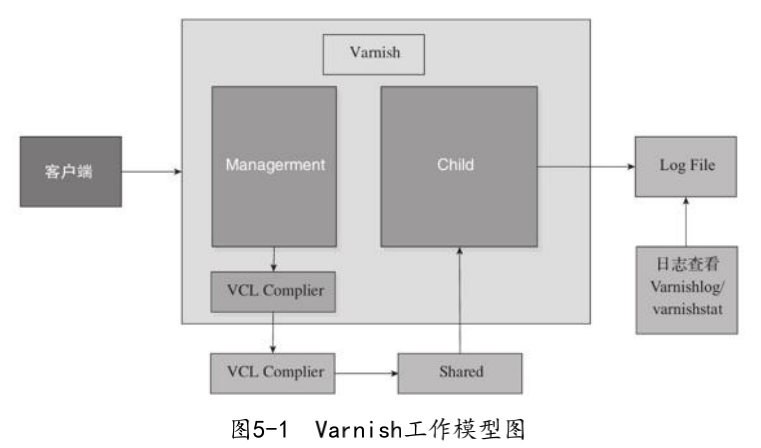 Varnish
客户端
Managerment
Child
Log File
VCL Complier
日志查看
Varnishlog/
varnishstat
VCL Complier
Shared
图5-1 Varnish工作模型图